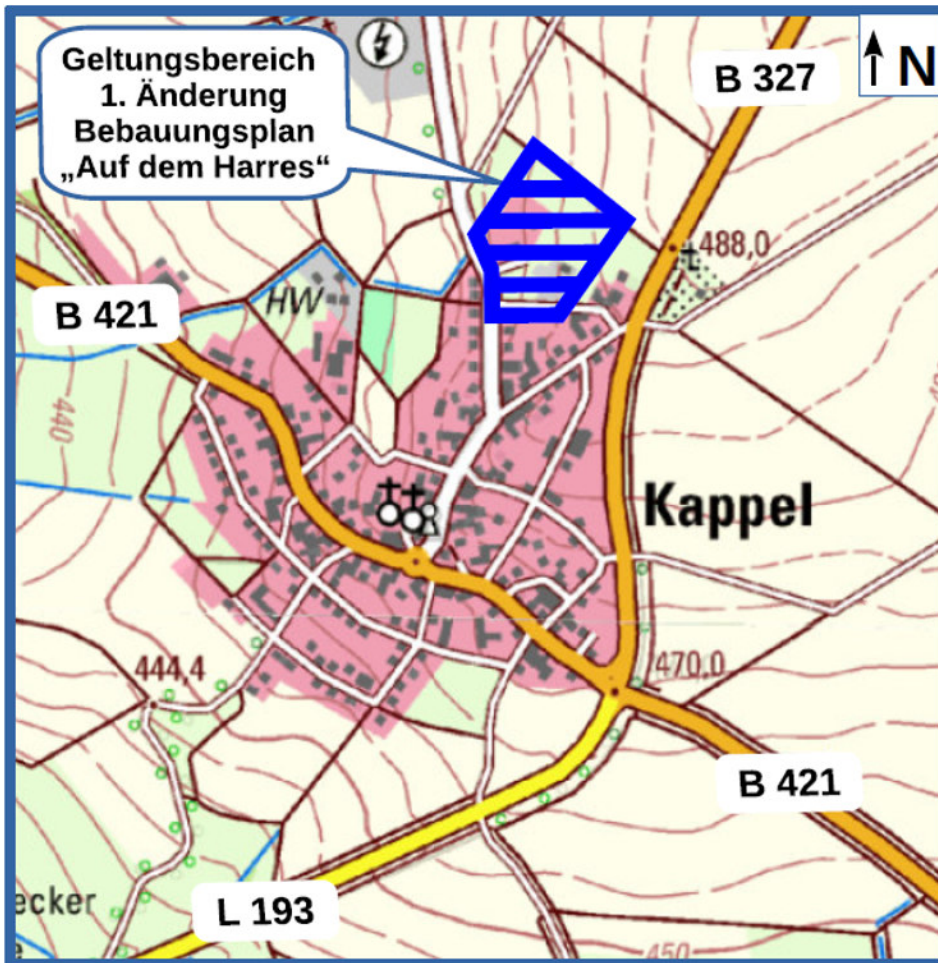 Geltungsbereich
1. Änderung
Bebauungsplan
„Auf dem Harres“
B 327
N
488,0
B 421
HW
440
Kappel
444,4
470,0
B 421
L 193
ecker
450